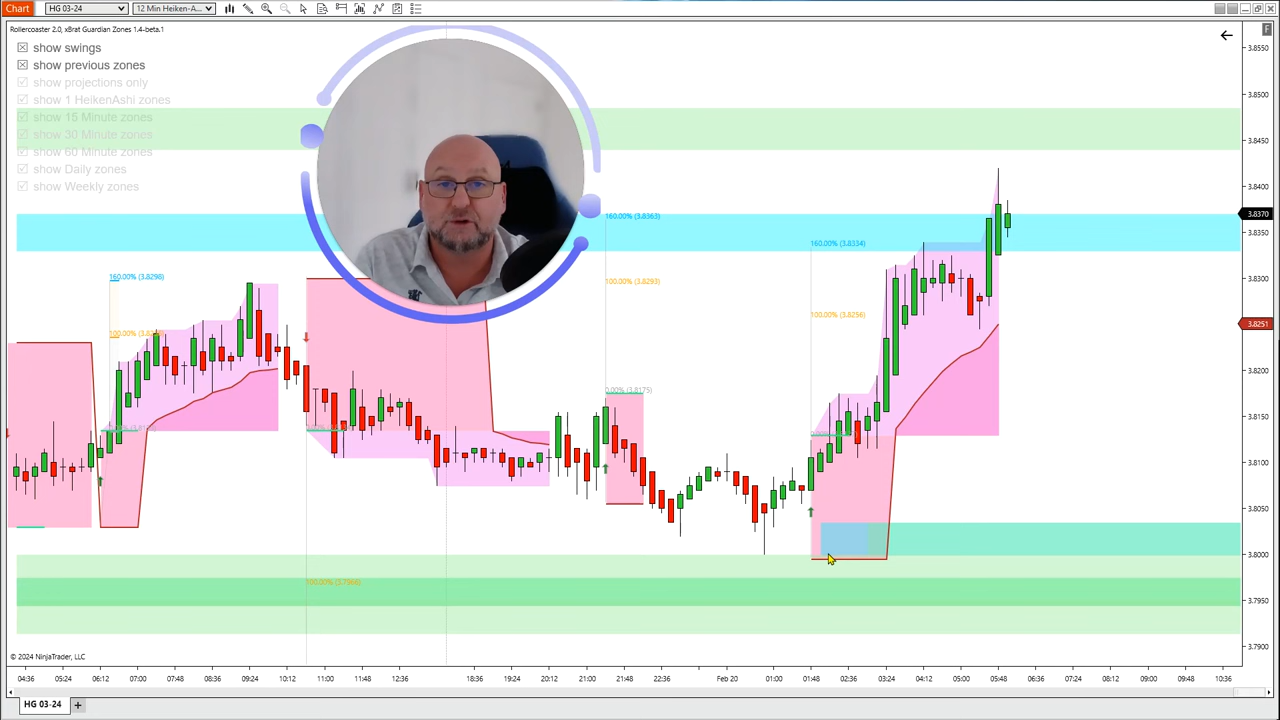 Chart HG 03-24 12 Min Heiken-A... F
Rollercoaster 2.0, xBrat Guardian Zones 1.4-beta.1
show swings
show previous zones
show projections only
show 1 HeikenAshi zones
show 15 Minute zones
show 30 Minute zones
show 60 Minute zones
show Daily zones
show Weekly zones
3.8550
3.8500
3.8450
3.8400
3.8370
3.8350
3.8300
3.8251
3.8200
3.8150
3.8100
3.8050
3.8000
3.7950
3.7900
160.00% (3.8298)
160.00% (3.8363)
100.00% (3.8293)
0.00% (3.8175)
160.00% (3.8334)
100.00% (3.8256)
100.00% (3.7968)
© 2024 NinjaTrader, LLC
04:36 05:24 06:12 07:00 07:48 08:36 09:24 10:12 11:00 11:48 12:36 18:36 19:24 20:12 21:00 21:48 22:36 Feb 20 01:00 01:48 02:36 03:24 04:12 05:00 05:48 06:36 07:24 08:12 09:00 09:48 10:36
HG 03-24 +